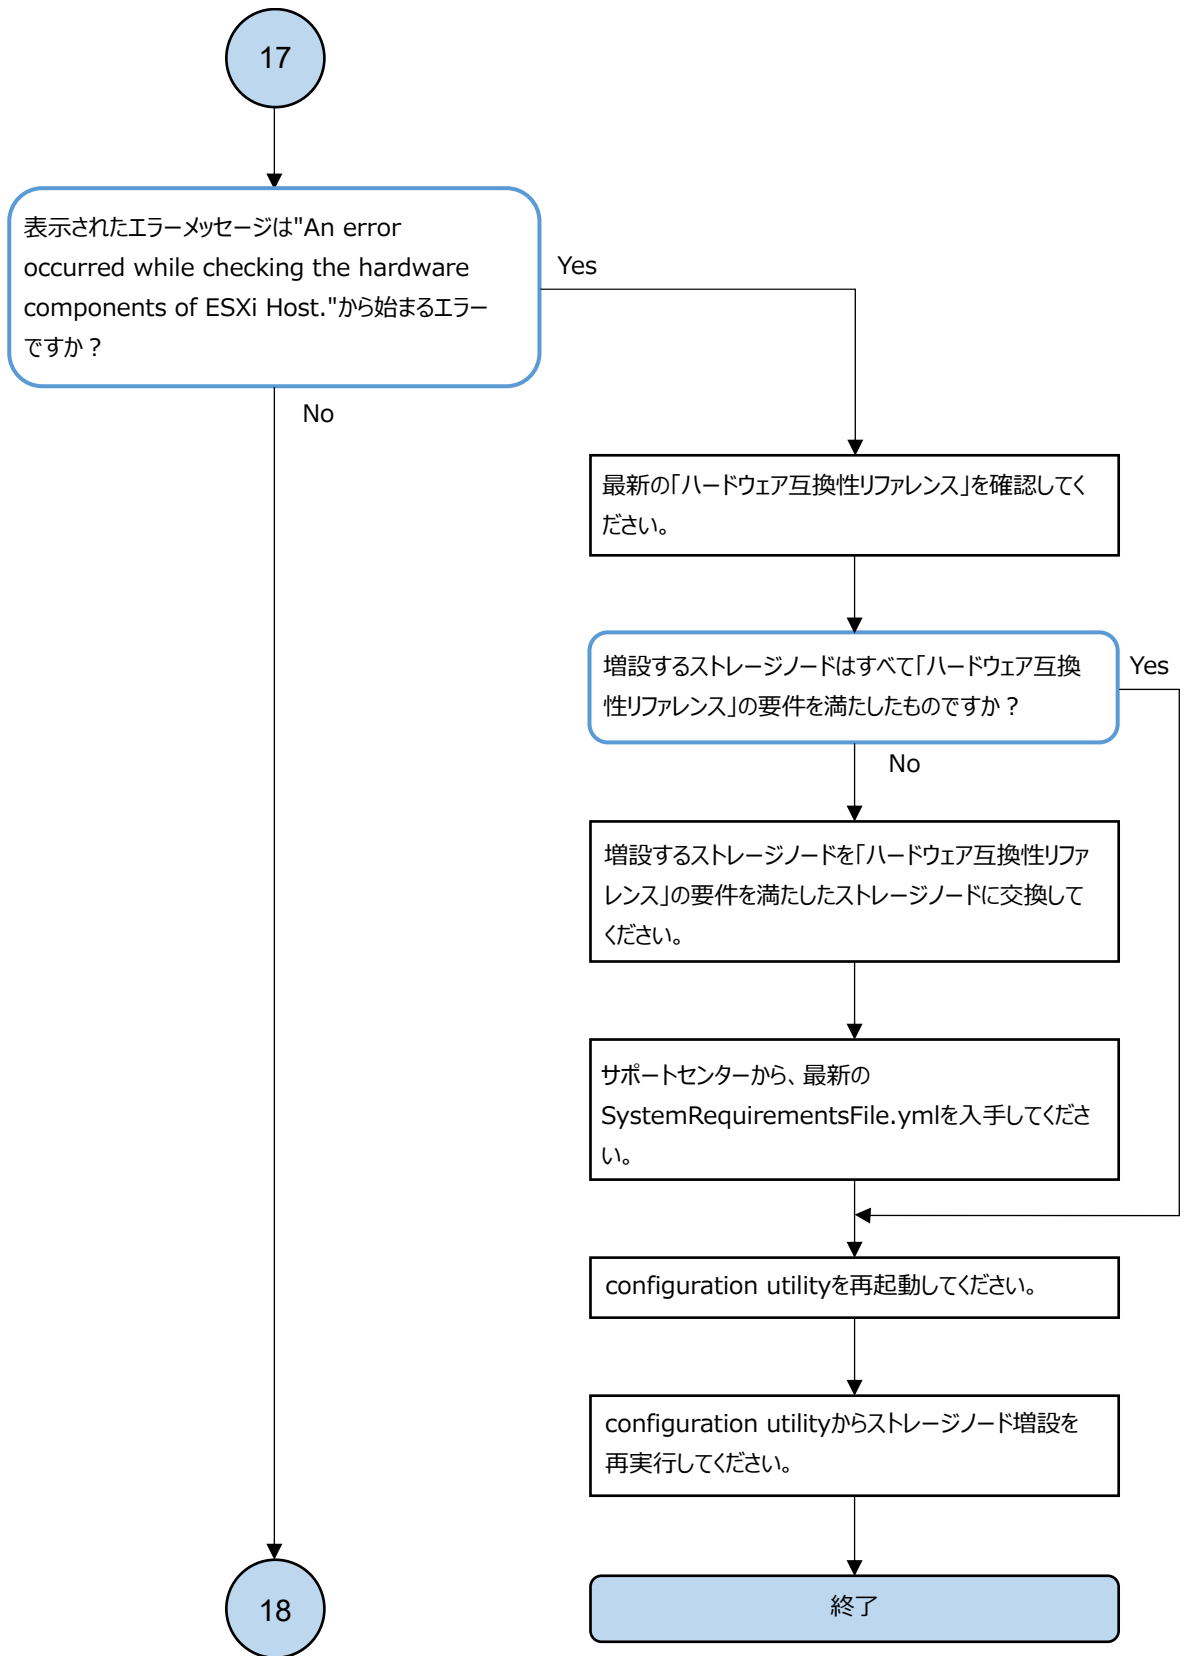 17
表示されたエラーメッセージは"An error
occurred while checking the hardware
components of ESXi Host."から始まるエラー
ですか？
Yes
No
最新の「ハードウェア互換性リファレンス」を確認してく
ださい。
増設するストレージノードはすべて「ハードウェア互換
性リファレンス」の要件を満たしたものですか？
Yes
No
増設するストレージノードを「ハードウェア互換性リファ
レンス」の要件を満たしたストレージノードに交換して
ください。
サポートセンターから、最新の
SystemRequirementsFile.ymlを入手してくださ
い。
configuration utilityを再起動してください。
configuration utilityからストレージノード増設を
再実行してください。
18
終了